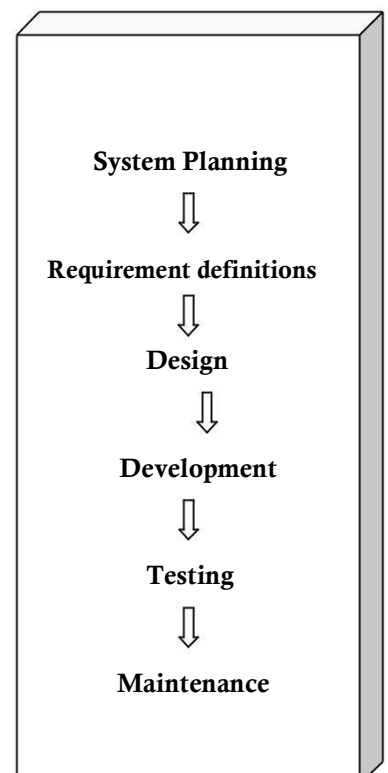 System Planning
Requirement definitions
Design
Development
Testing
Maintenance